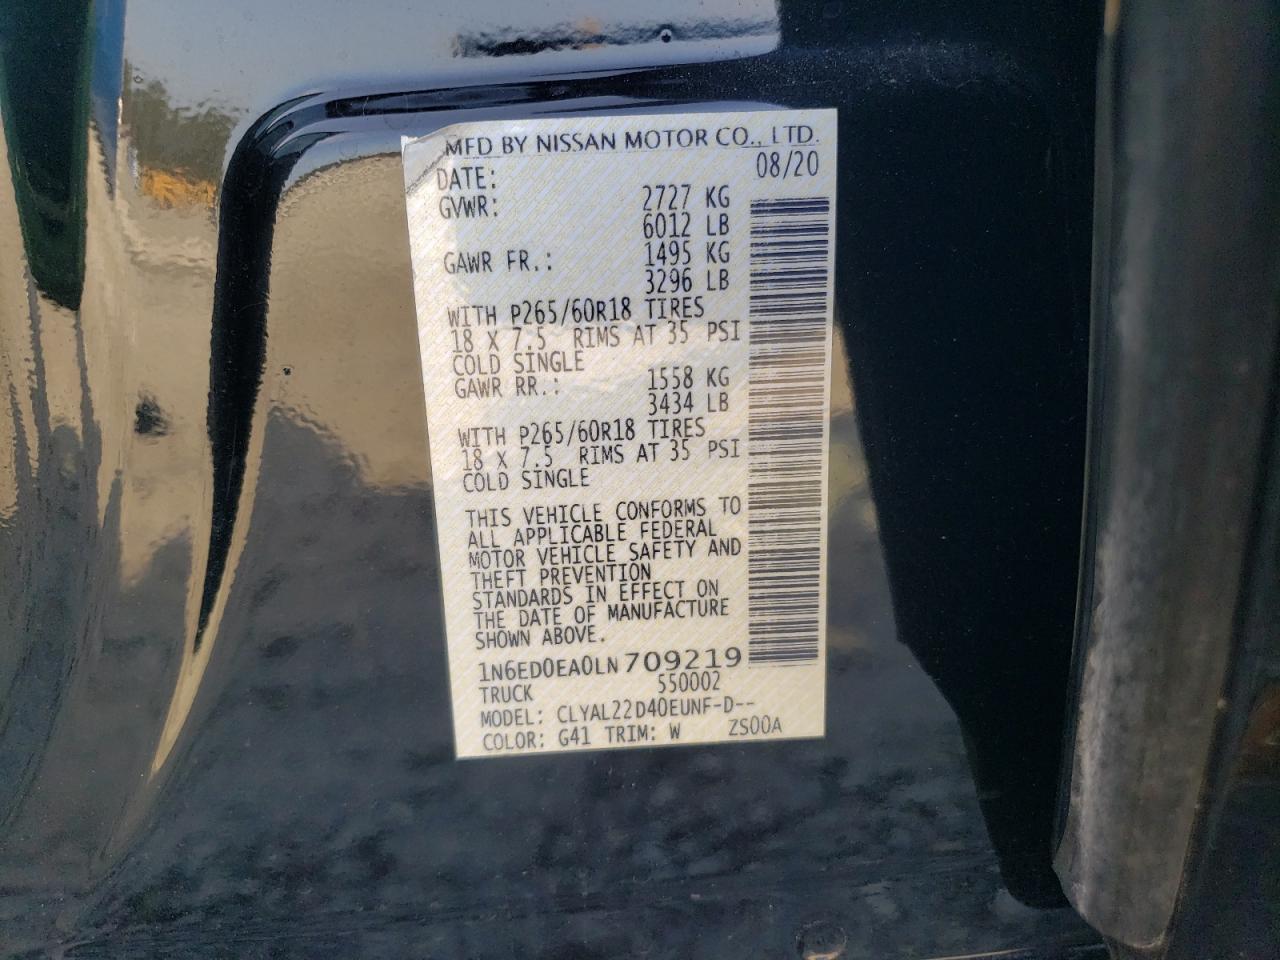 MFD BY NISSAN MOTOR CO., LTD.
DATE: 08/20
GVWR: 2727 KG
6012 LB
GAWR FR.: 1495 KG
3296 LB
WITH P265/60R18 TIRES
18 X 7.5 RIMS AT 35 PSI
COLD SINGLE
GAWR RR.: 1558 KG
3434 LB
WITH P265/60R18 TIRES
18 X 7.5 RIMS AT 35 PSI
COLD SINGLE
THIS VEHICLE CONFORMS TO
ALL APPLICABLE FEDERAL
MOTOR VEHICLE SAFETY AND
THEFT PREVENTION
STANDARDS IN EFFECT ON
THE DATE OF MANUFACTURE
SHOWN ABOVE.
1N6ED0EA0LN709219
TRUCK 550002
MODEL: CLYAL22D40EUNF-D--
COLOR: G41 TRIM: W ZS00A